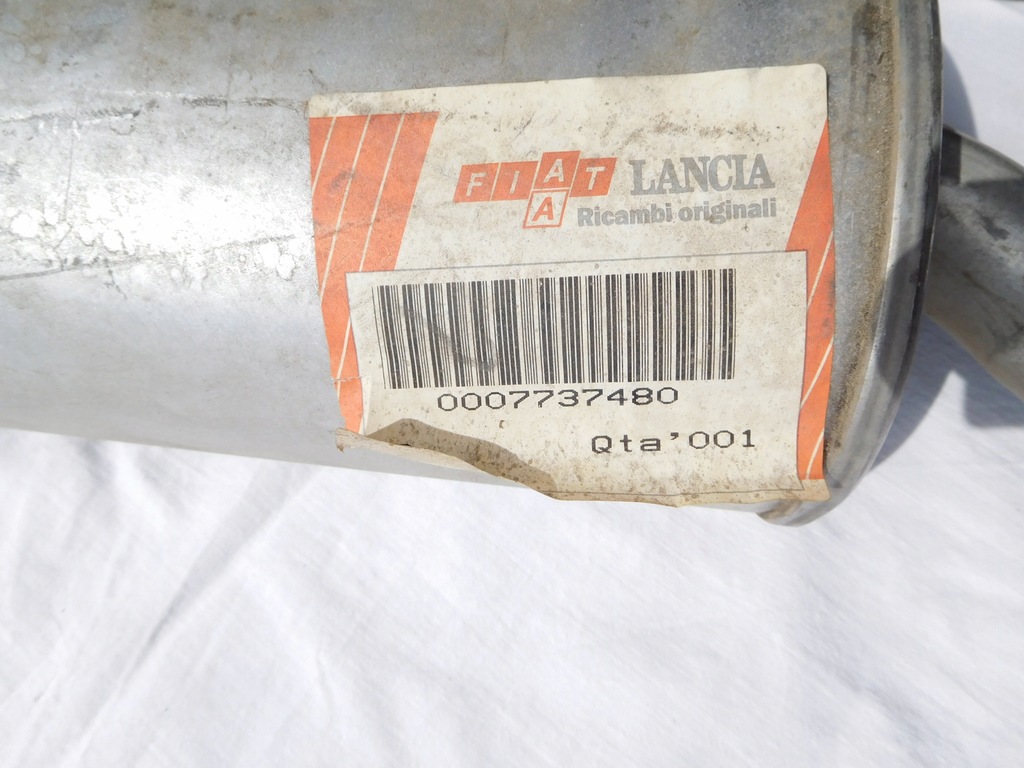 FIAT LANCIA
A Ricambi originali
0007737480
Qta'001